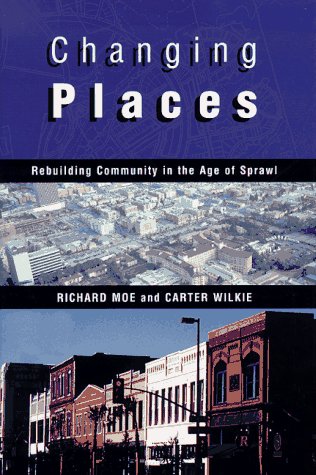 Changing
Places
Rebuilding Community in the Age of Sprawl
RICHARD MOE and CARTER WILKIE